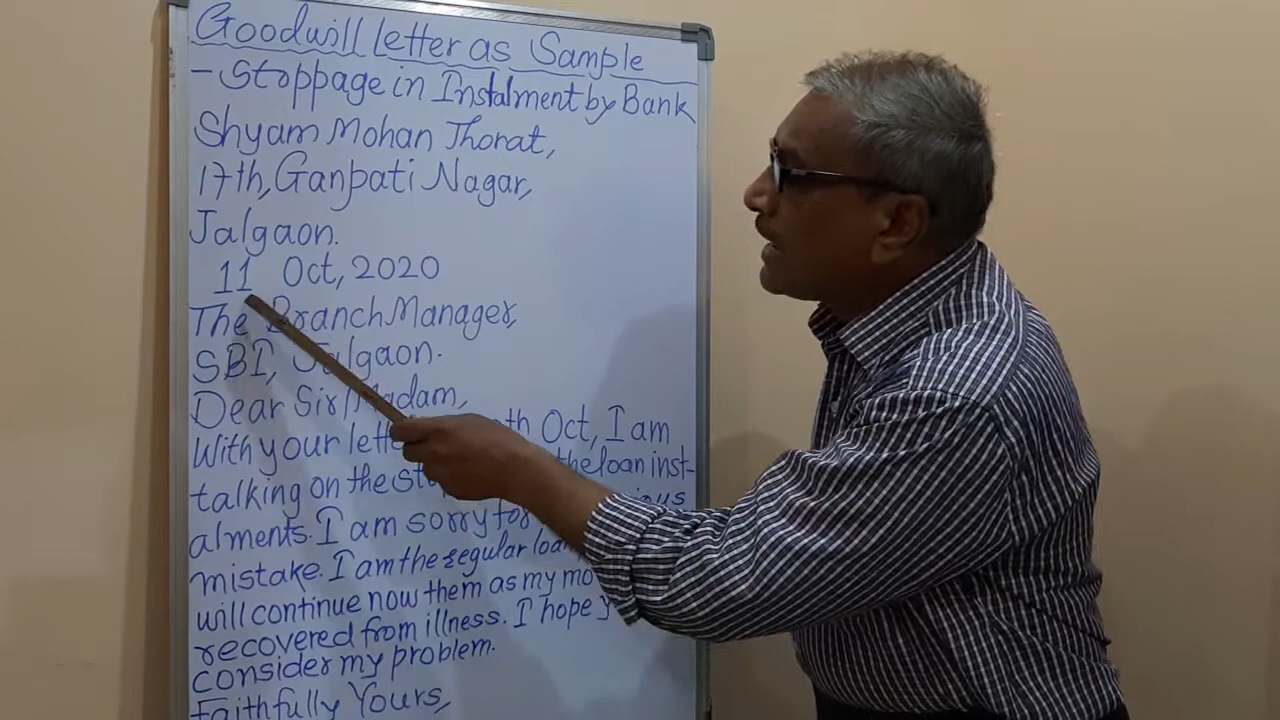 Goodwill letter as Sample
- Stoppage in Instalment by Bank
Shyam Mohan Thorat,
17th, Ganpati Nagar,
Jalgaon.
11 Oct, 2020
The Branch Manager,
SBI, Jalgaon.
Dear Sir/Madam,
With your Oct, I am
talking on the the loan inst-
alments. I am sorry for
mistake. I am the regular loan
will continue now them as my
recovered from illness. I hope
consider my problem.
Faithfully Yours,